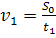 v₁ = S₀/t₁